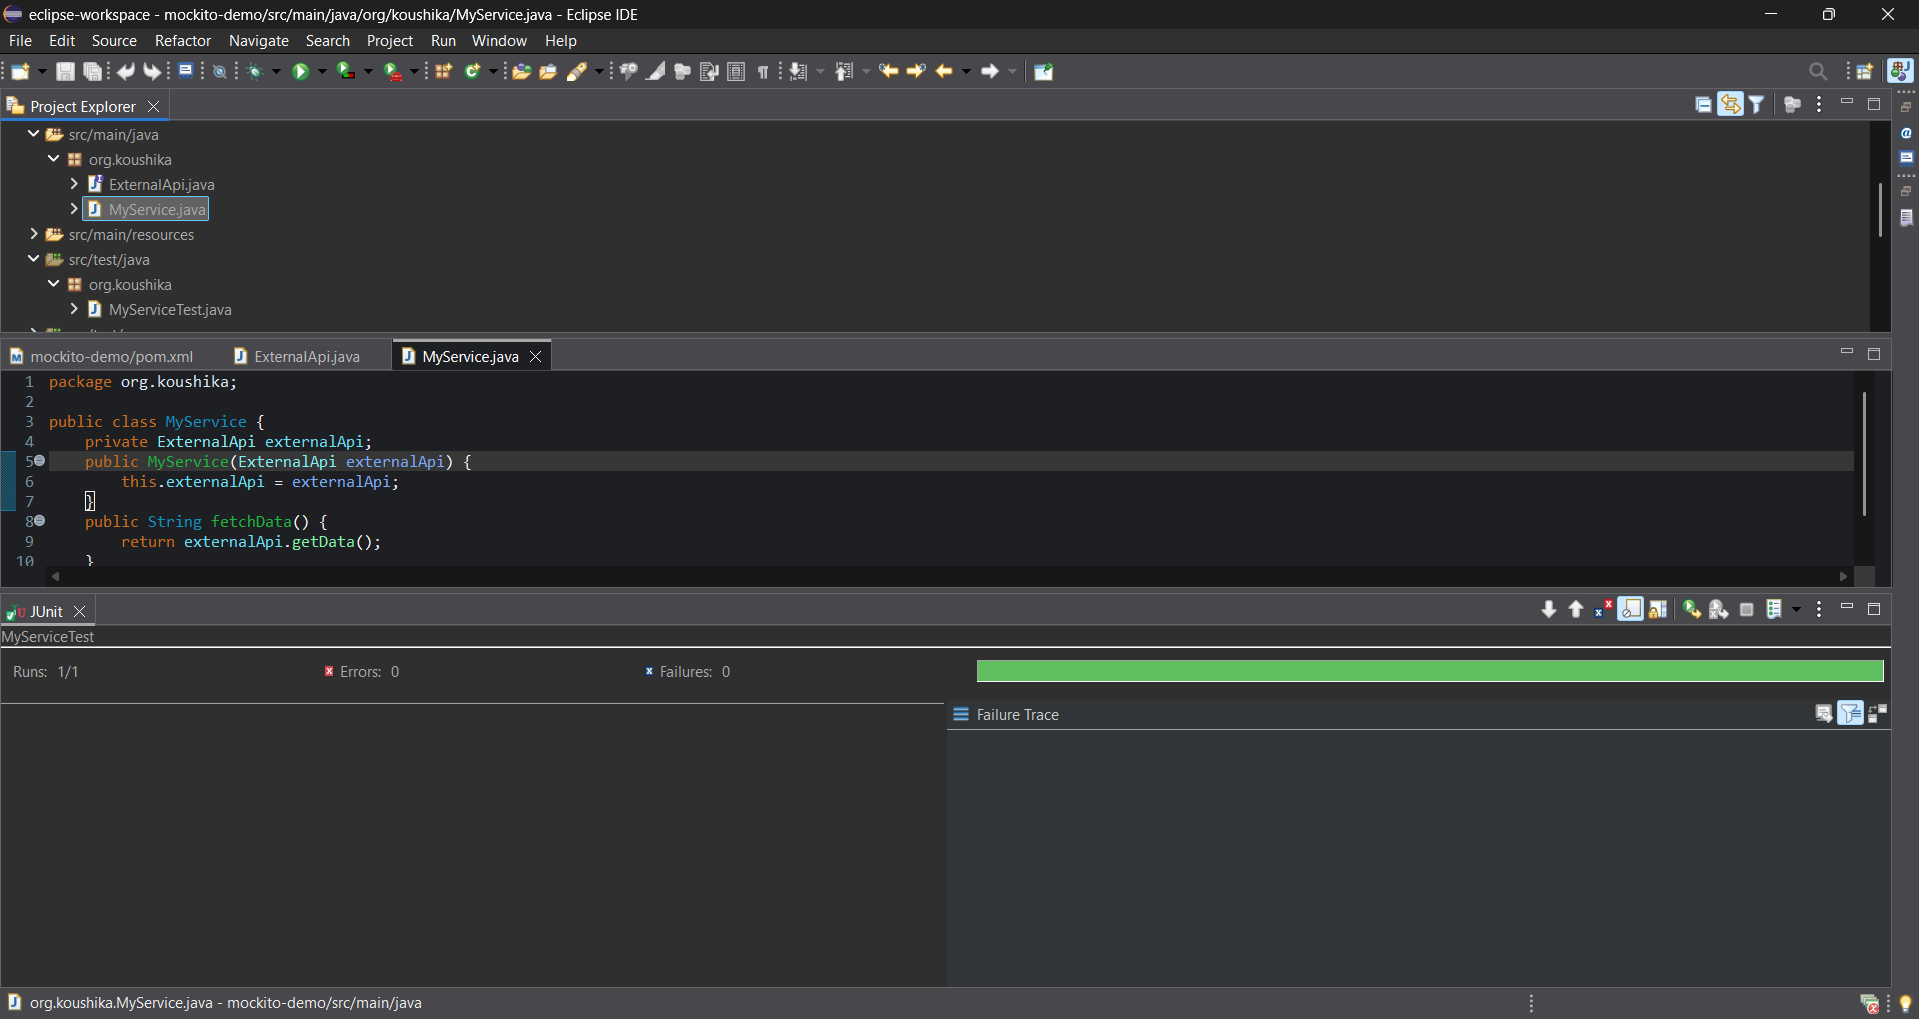 eclipse-workspace - mockito-demo/src/main/java/org/koushika/MyService.java - Eclipse IDE
File Edit Source Refactor Navigate Search Project Run Window Help
Project Explorer
src/main/java
org.koushika
ExternalApi.java
MyService.java
src/main/resources
src/test/java
org.koushika
MyServiceTest.java
mockito-demo/pom.xml ExternalApi.java MyService.java
1 package org.koushika;
2
3 public class MyService {
4 private ExternalApi externalApi;
5 public MyService(ExternalApi externalApi) {
6 this.externalApi = externalApi;
7 }
8 public String fetchData() {
9 return externalApi.getData();
10 }
JUnit
MyServiceTest
Runs: 1/1 Errors: 0 Failures: 0
Failure Trace
org.koushika.MyService.java - mockito-demo/src/main/java